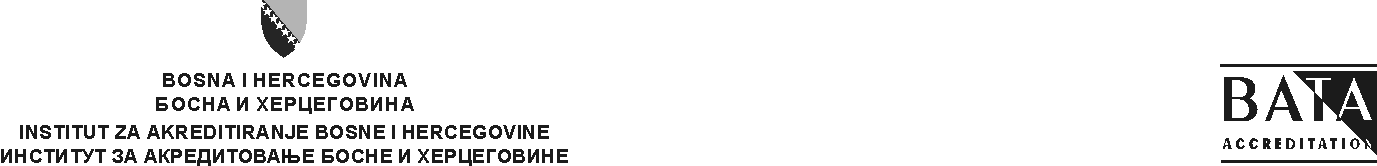 BOSNA I HERCEGOVINA
БОСНА И ХЕРЦЕГОВИНА
INSTITUT ZA AKREDITIRANJE BOSNE I HERCEGOVINE
ИНСТИТУТ ЗА АКРЕДИТОВАЊЕ БОСНЕ И ХЕРЦЕГОВИНЕ
BATA
ACCREDITATION